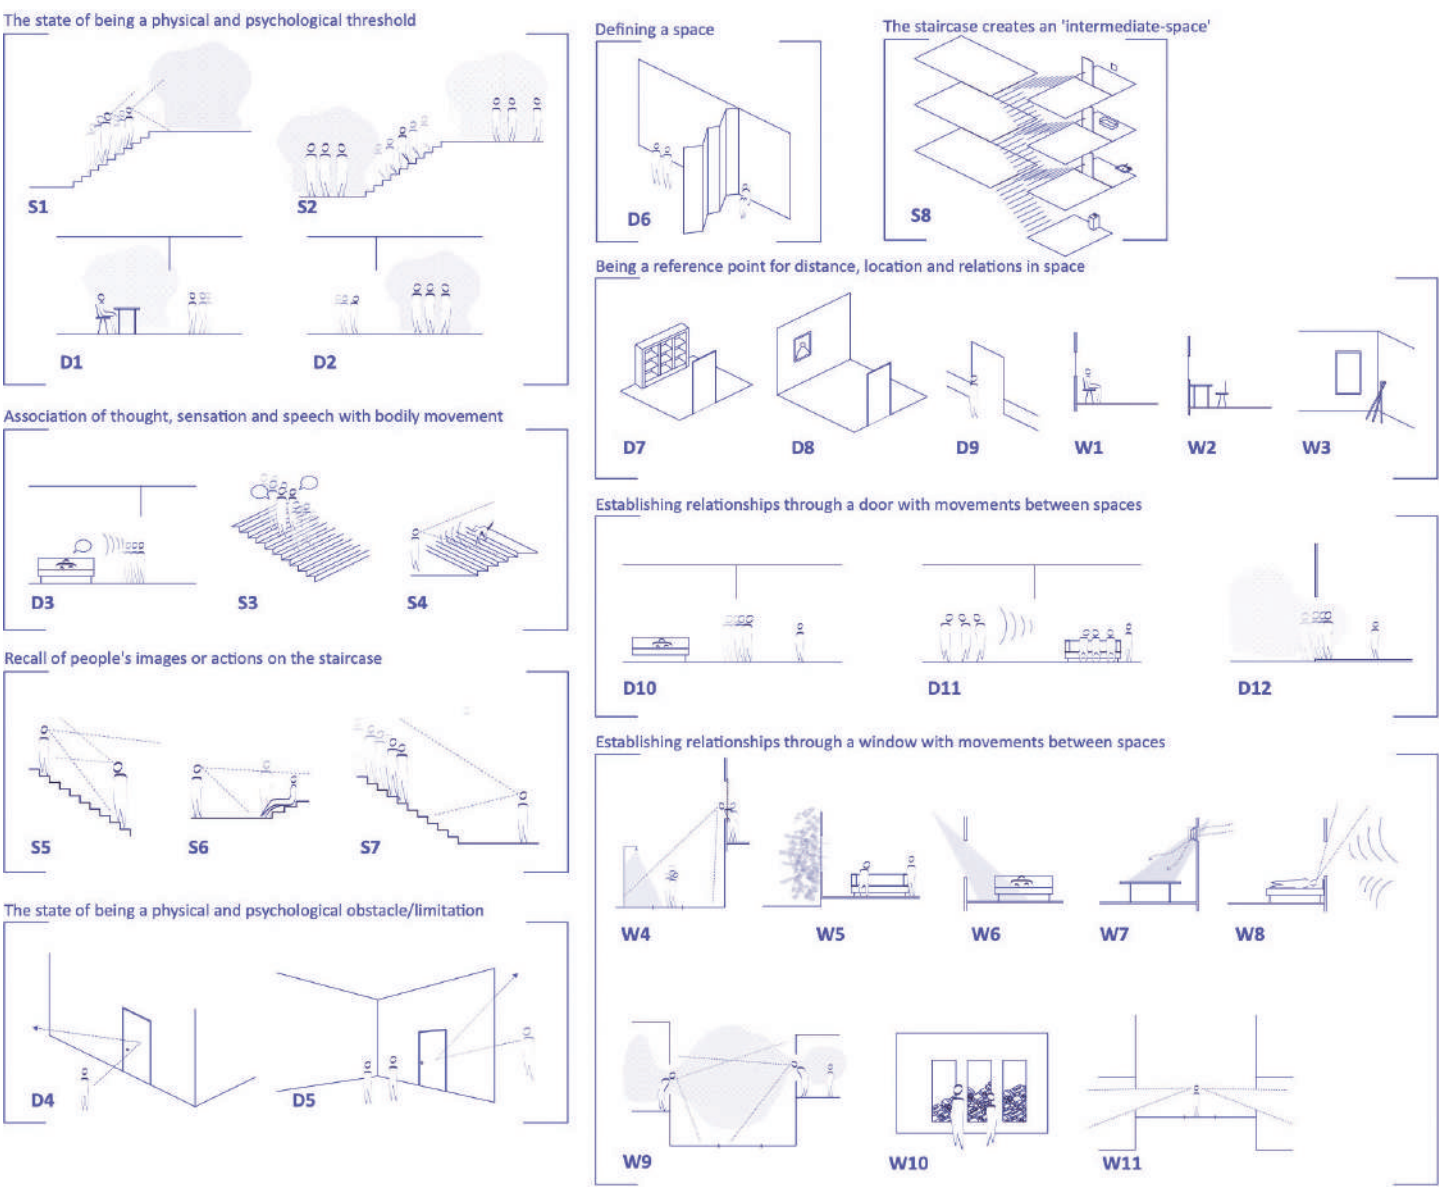 The state of being a physical and psychological threshold
S1
S2
D1
D2
Association of thought, sensation and speech with bodily movement
D3
S3
S4
Recall of people's images or actions on the staircase
S5
S6
S7
The state of being a physical and psychological obstacle/limitation
D4
D5
Defining a space
D6
The staircase creates an 'intermediate-space'
S8
Being a reference point for distance, location and relations in space
D7
D8
D9
W1
W2
W3
Establishing relationships through a door with movements between spaces
D10
D11
D12
Establishing relationships through a window with movements between spaces
W4
W5
W6
W7
W8
W9
W10
W11